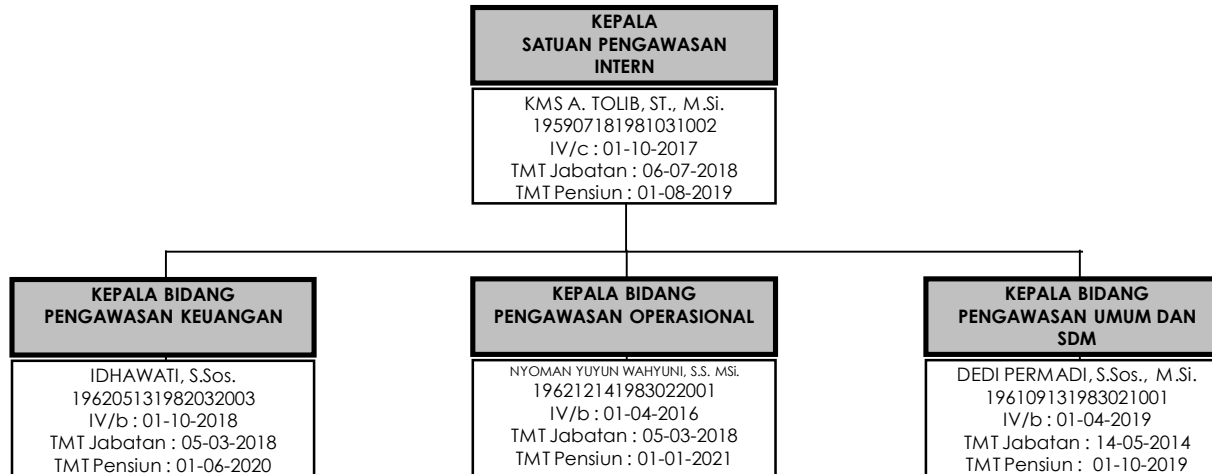 KEPALA
SATUAN PENGAWASAN
INTERN
KMS A. TOLIB, ST., M.Si.
195907181981031002
IV/c : 01-10-2017
TMT Jabatan : 06-07-2018
TMT Pensiun : 01-08-2019
KEPALA BIDANG
PENGAWASAN KEUANGAN
IDHAWATI, S.Sos.
196205131982032003
IV/b : 01-10-2018
TMT Jabatan : 05-03-2018
TMT Pensiun : 01-06-2020
KEPALA BIDANG
PENGAWASAN OPERASIONAL
NYOMAN YUYUN WAHYUNI, S.S. MSi.
196212141983022001
IV/b : 01-04-2016
TMT Jabatan : 05-03-2018
TMT Pensiun : 01-01-2021
KEPALA BIDANG
PENGAWASAN UMUM DAN
SDM
DEDI PERMADI, S.Sos., M.Si.
196109131983021001
IV/b : 01-04-2019
TMT Jabatan : 14-05-2014
TMT Pensiun : 01-10-2019